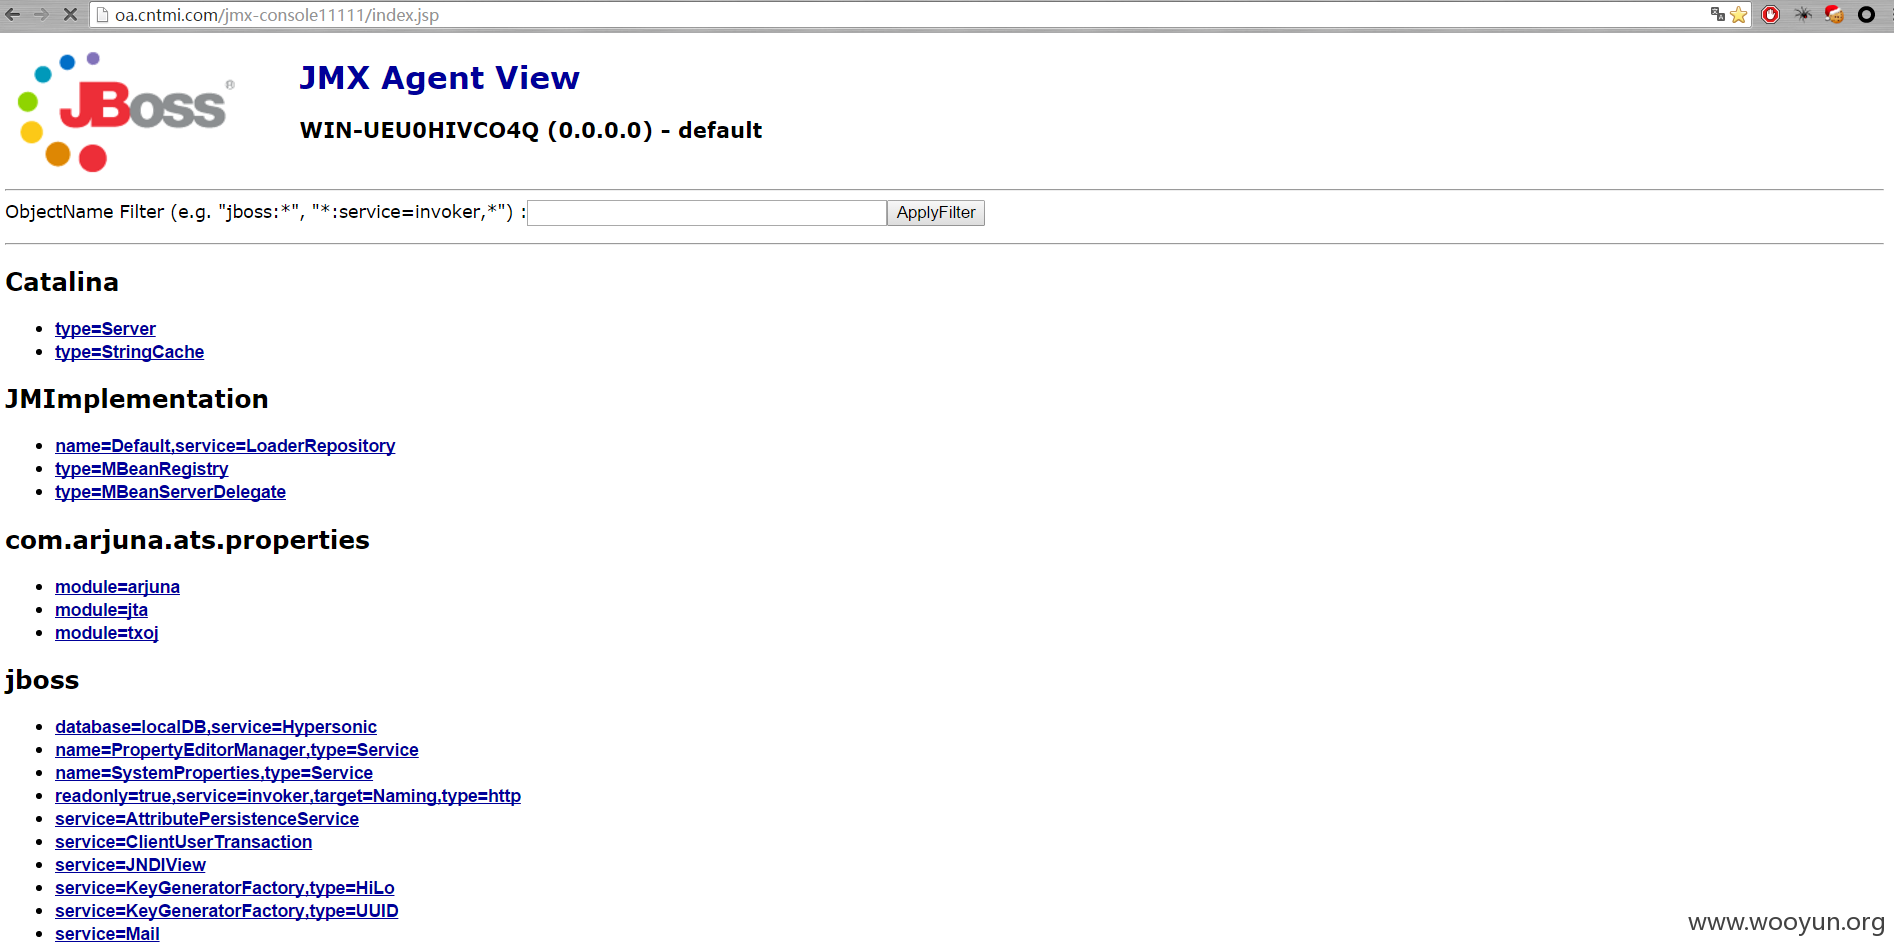 oa.cntmi.com/jmx-console11111/index.jsp
JBoss®
JMX Agent View
WIN-UEU0HIVCO4Q (0.0.0.0) - default
ObjectName Filter (e.g. "jboss:*", "*:service=invoker,*") : ApplyFilter
Catalina
type=Server
type=StringCache
JMImplementation
name=Default,service=LoaderRepository
type=MBeanRegistry
type=MBeanServerDelegate
com.arjuna.ats.properties
module=arjuna
module=jta
module=txoj
jboss
database=localDB,service=Hypersonic
name=PropertyEditorManager,type=Service
name=SystemProperties,type=Service
readonly=true,service=invoker,target=Naming,type=http
service=AttributePersistenceService
service=ClientUserTransaction
service=JNDIView
service=KeyGeneratorFactory,type=HiLo
service=KeyGeneratorFactory,type=UUID
service=Mail
www.wooyun.org